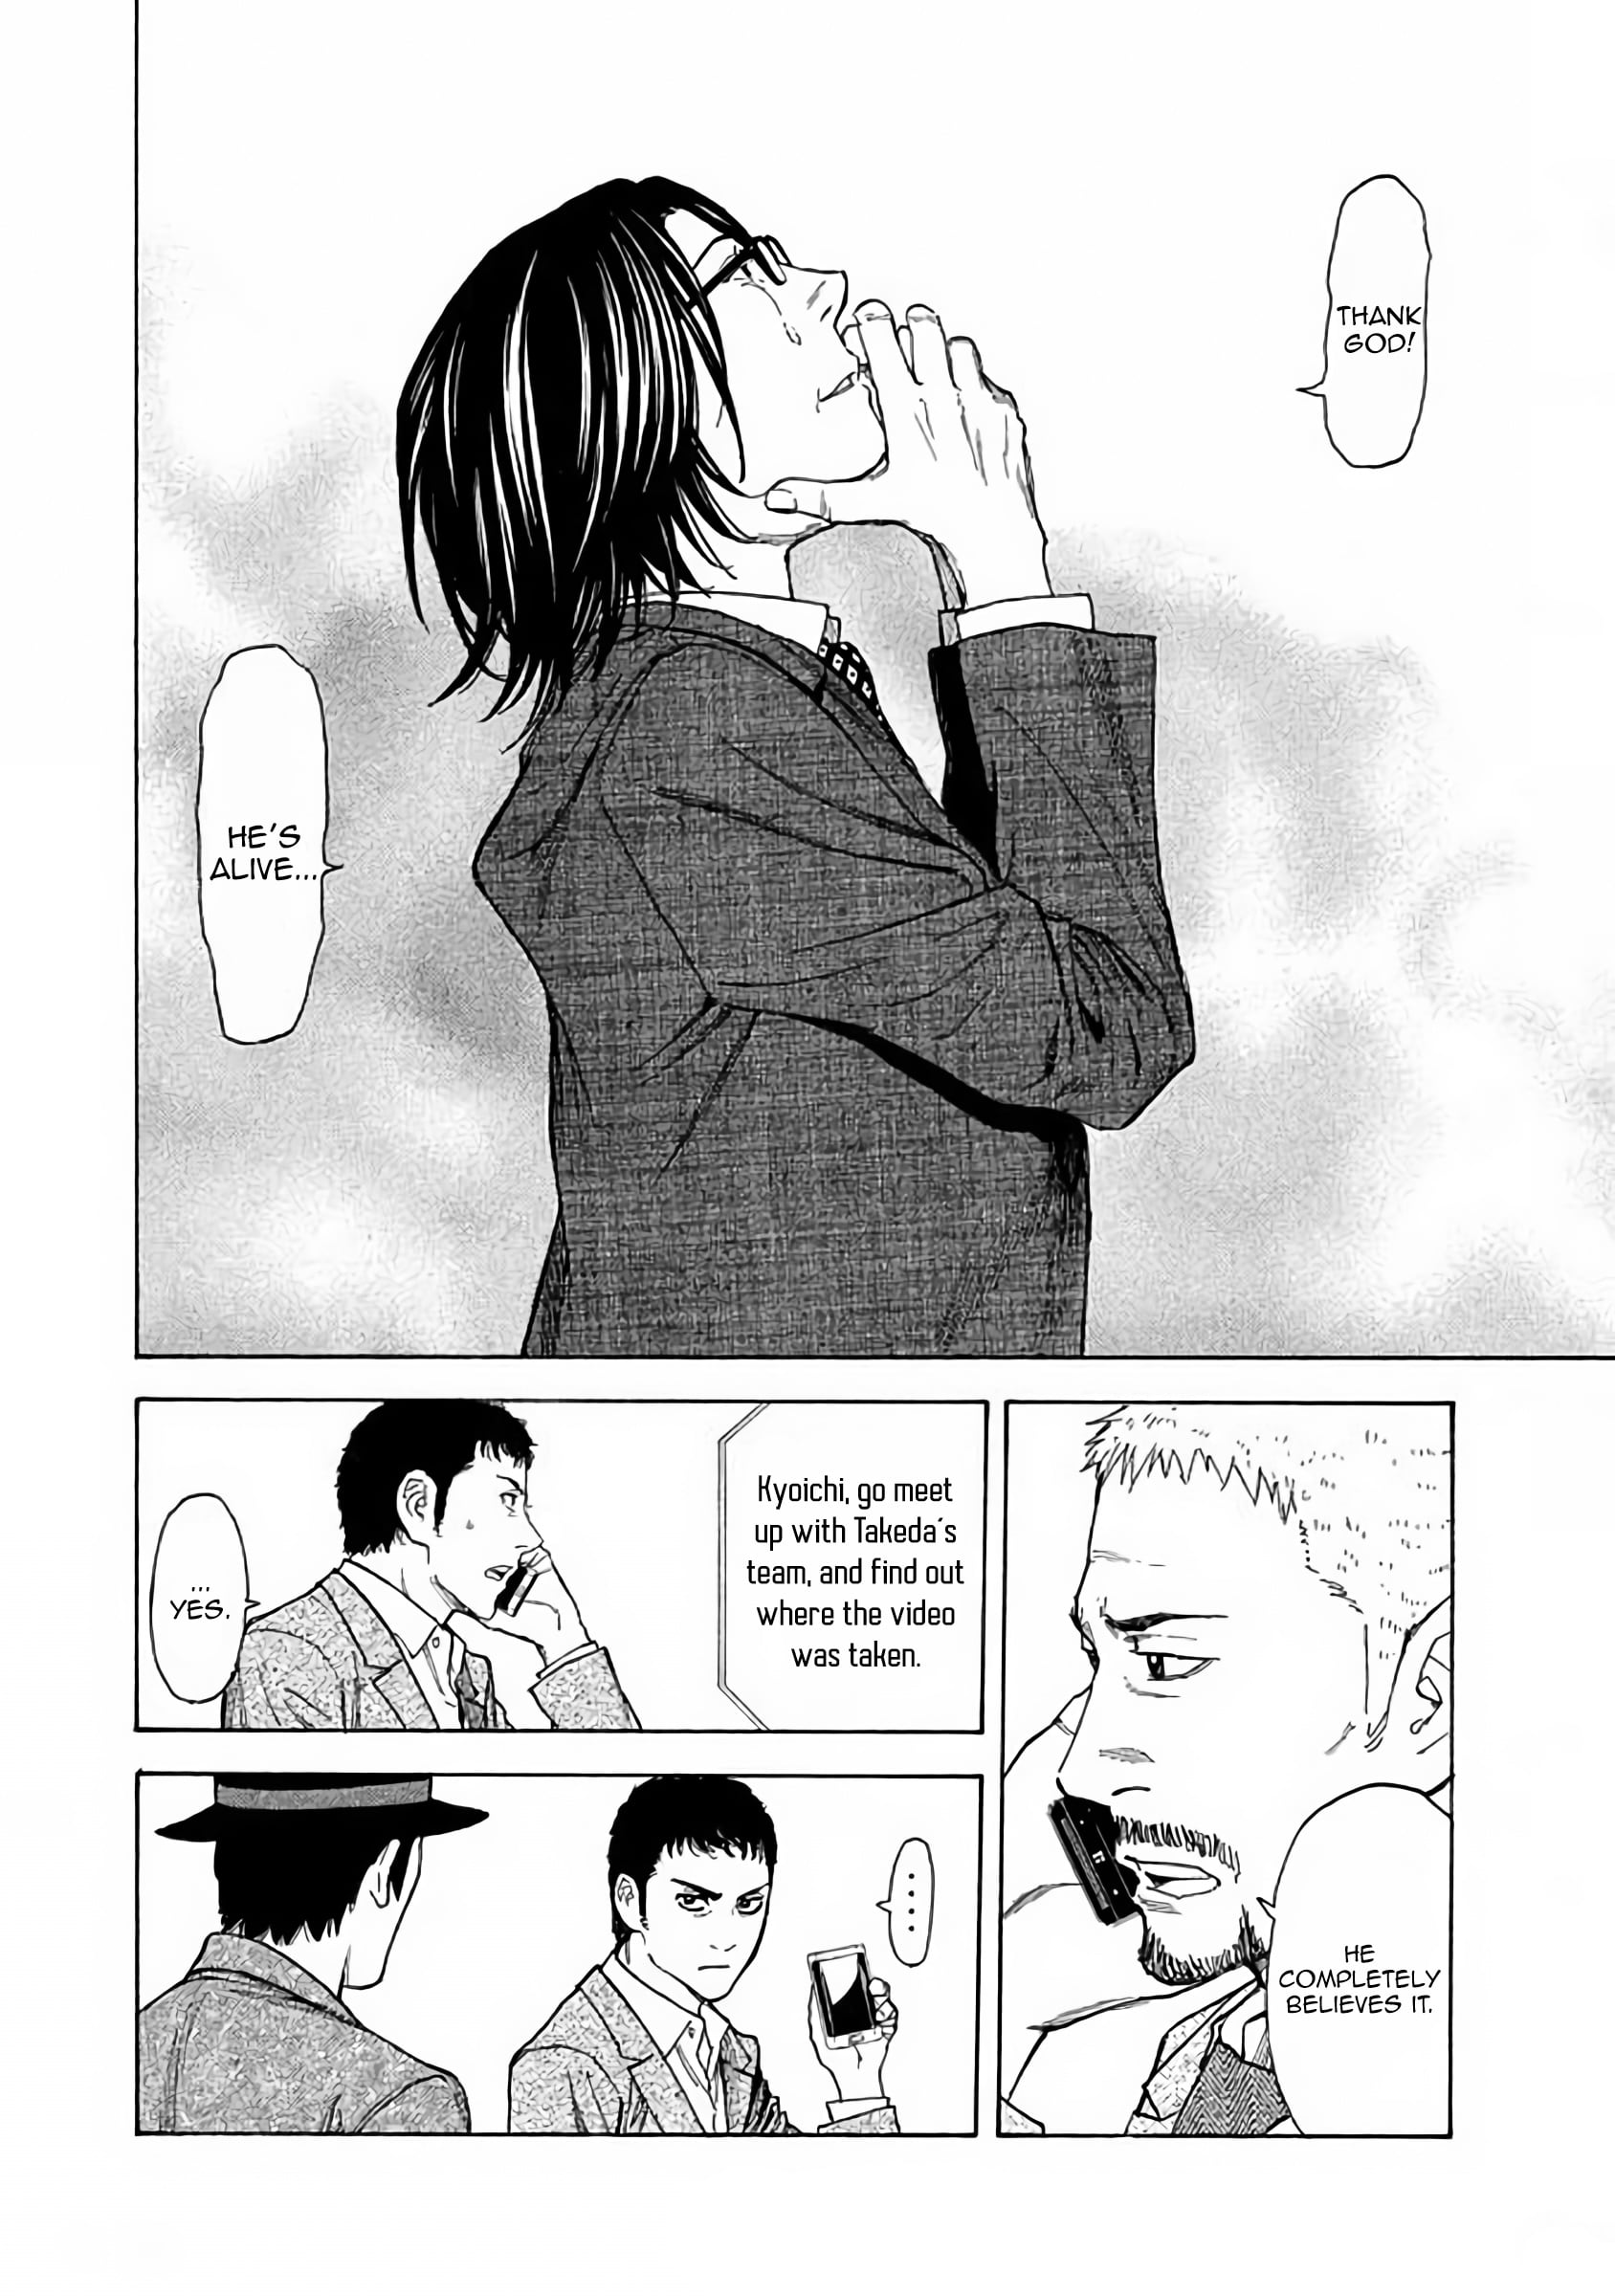 THANK
GOD!
HE'S
ALIVE...
HE
COMPLETELY
BELIEVES IT.
Kyoichi, go meet
up with Takeda's
team, and find out
where the video
was taken.
...
YES.
....